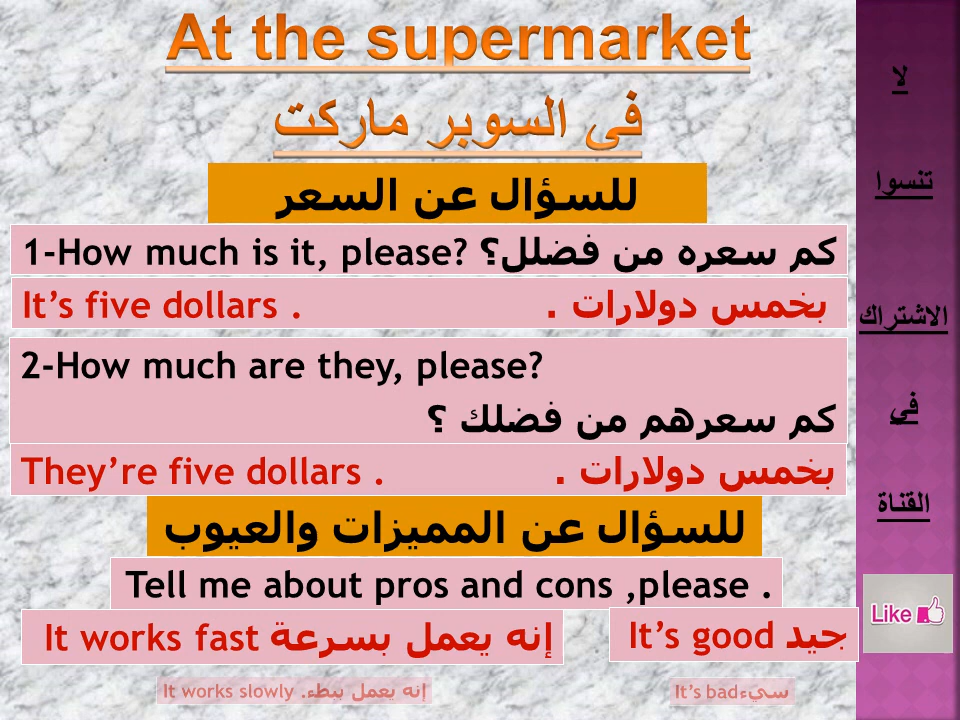 At the supermarket
فى السوبر ماركت
للسؤال عن السعر
1-How much is it, please? كم سعره من فضلل؟
It’s five dollars . بخمس دولارات .
2-How much are they, please?
كم سعرهم من فضلك ؟
They’re five dollars . بخمس دولارات .
للسؤال عن المميزات والعيوب
Tell me about pros and cons ,please .
It works fast إنه يعمل بسرعة
It’s good جيد
It works slowly .إنه يعمل ببطء
It’s bad سيء
لا
تنسوا
الاشتراك
في
القناة
Like